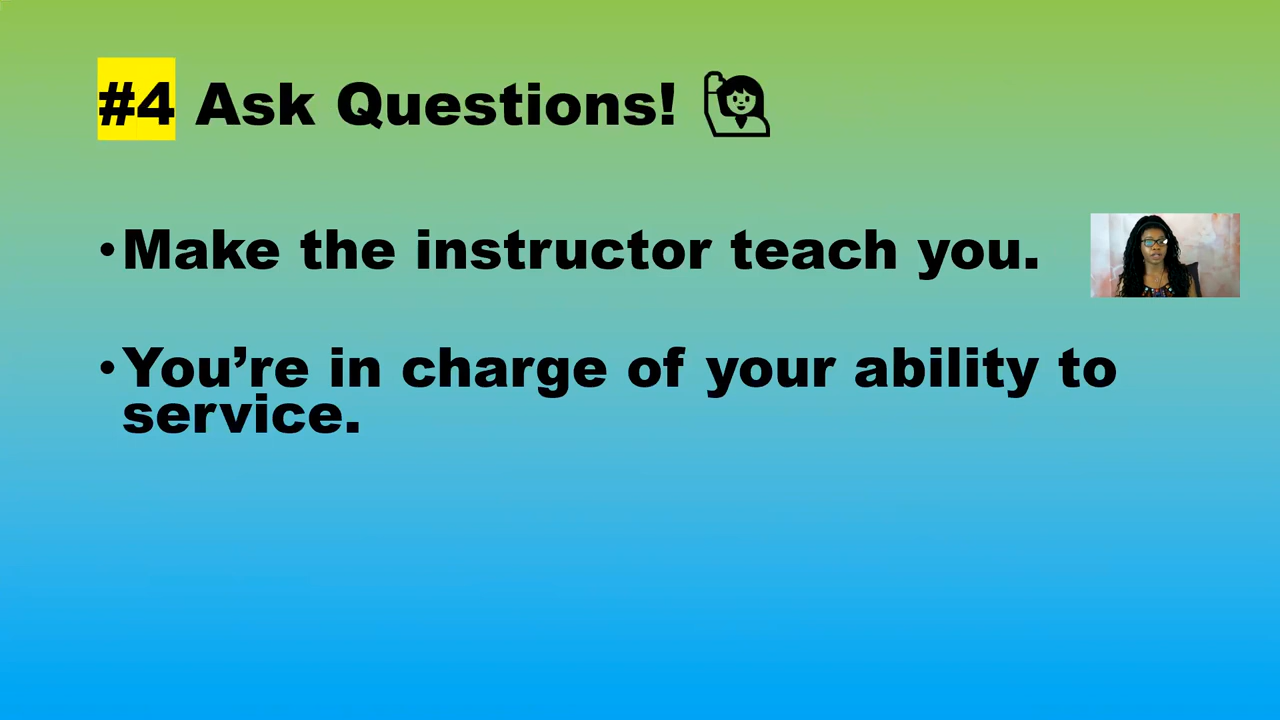 #4 Ask Questions!
•Make the instructor teach you.
•You’re in charge of your ability to
service.